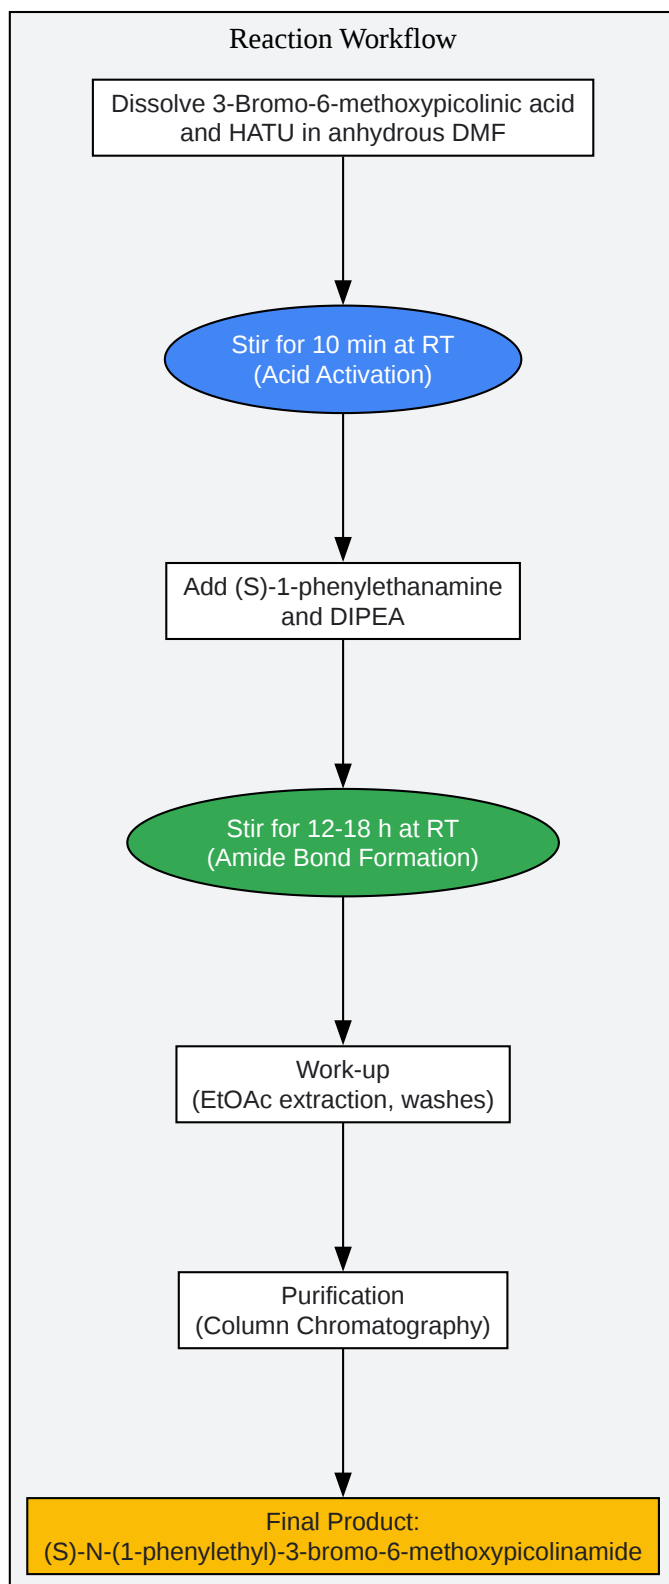 Reaction Workflow
Dissolve 3-Bromo-6-methoxypicolinic acid
and HATU in anhydrous DMF
Stir for 10 min at RT
(Acid Activation)
Add (S)-1-phenylethanamine
and DIPEA
Stir for 12-18 h at RT
(Amide Bond Formation)
Work-up
(EtOAc extraction, washes)
Purification
(Column Chromatography)
Final Product:
(S)-N-(1-phenylethyl)-3-bromo-6-methoxypicolinamide